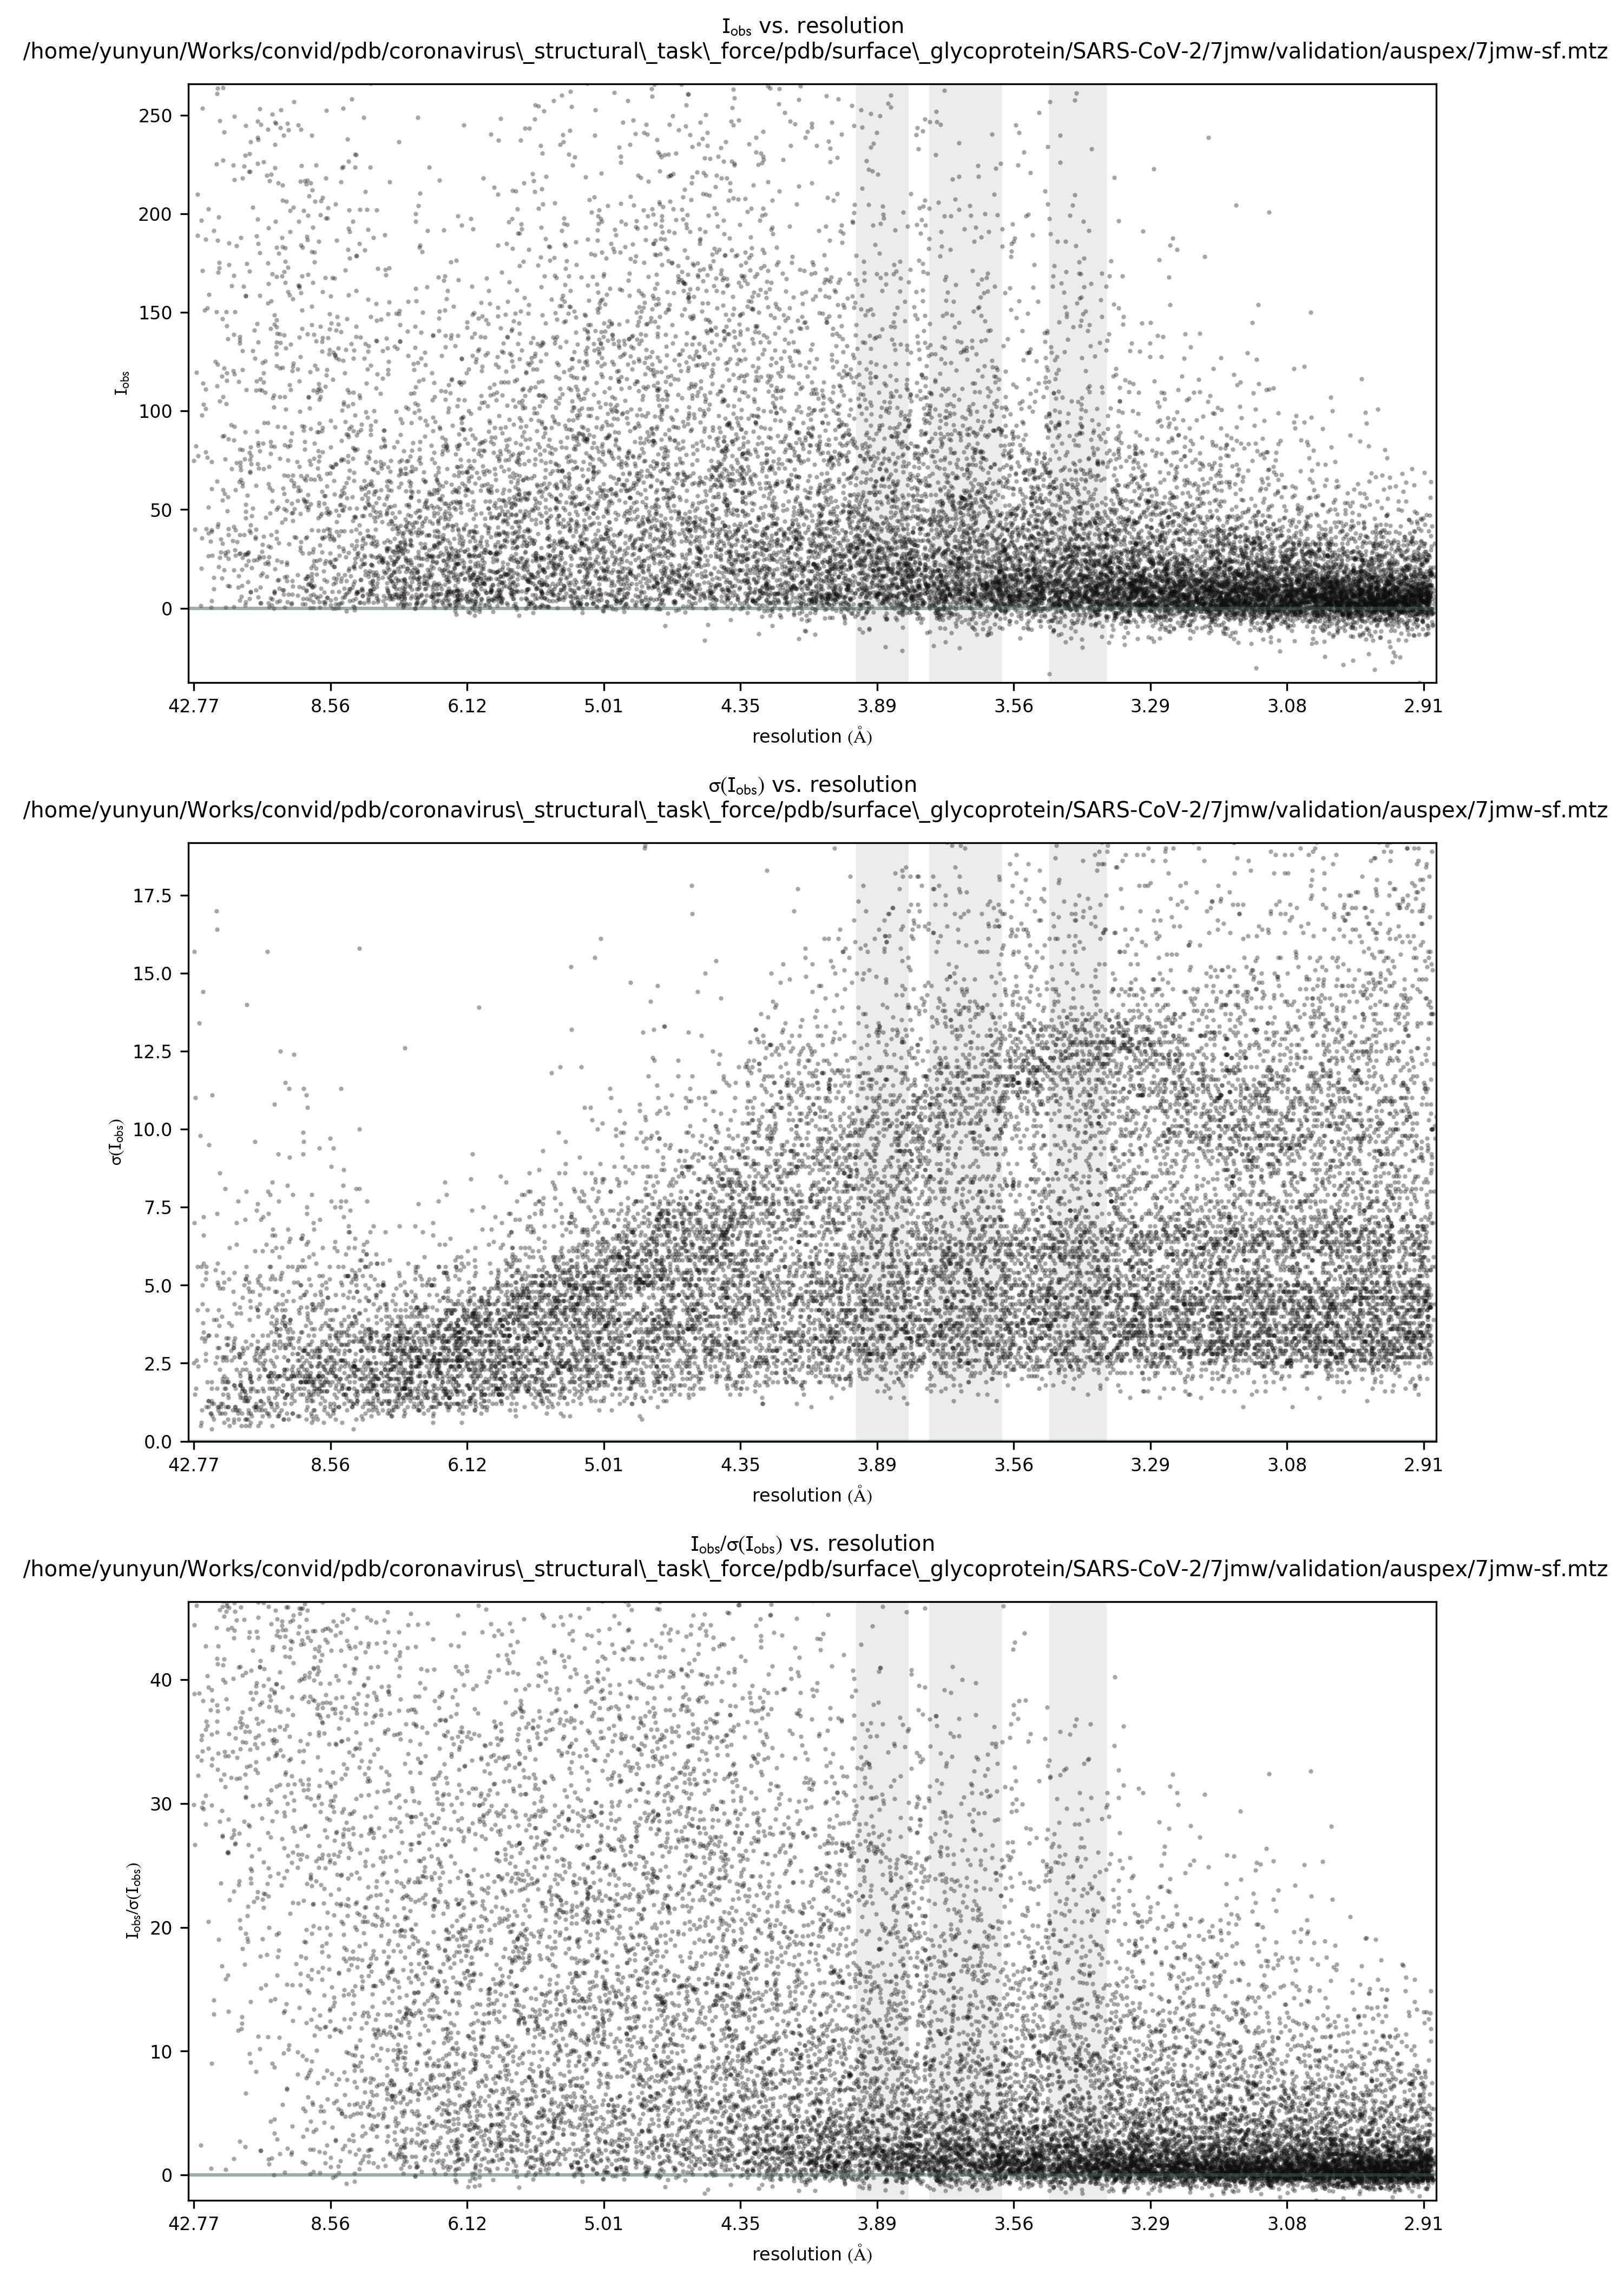 Iobs vs. resolution
/home/yunyun/Works/convid/pdb/coronavirus\_structural\_task\_force/pdb/surface\_glycoprotein/SARS-CoV-2/7jmw/validation/auspex/7jmw-sf.mtz
250
200
150
100
50
0
Iobs
42.77 8.56 6.12 5.01 4.35 3.89 3.56 3.29 3.08 2.91
resolution (Å)
σ(Iobs) vs. resolution
/home/yunyun/Works/convid/pdb/coronavirus\_structural\_task\_force/pdb/surface\_glycoprotein/SARS-CoV-2/7jmw/validation/auspex/7jmw-sf.mtz
17.5
15.0
12.5
10.0
7.5
5.0
2.5
0.0
σ(Iobs)
42.77 8.56 6.12 5.01 4.35 3.89 3.56 3.29 3.08 2.91
resolution (Å)
Iobs/σ(Iobs) vs. resolution
/home/yunyun/Works/convid/pdb/coronavirus\_structural\_task\_force/pdb/surface\_glycoprotein/SARS-CoV-2/7jmw/validation/auspex/7jmw-sf.mtz
40
30
20
10
0
Iobs/σ(Iobs)
42.77 8.56 6.12 5.01 4.35 3.89 3.56 3.29 3.08 2.91
resolution (Å)